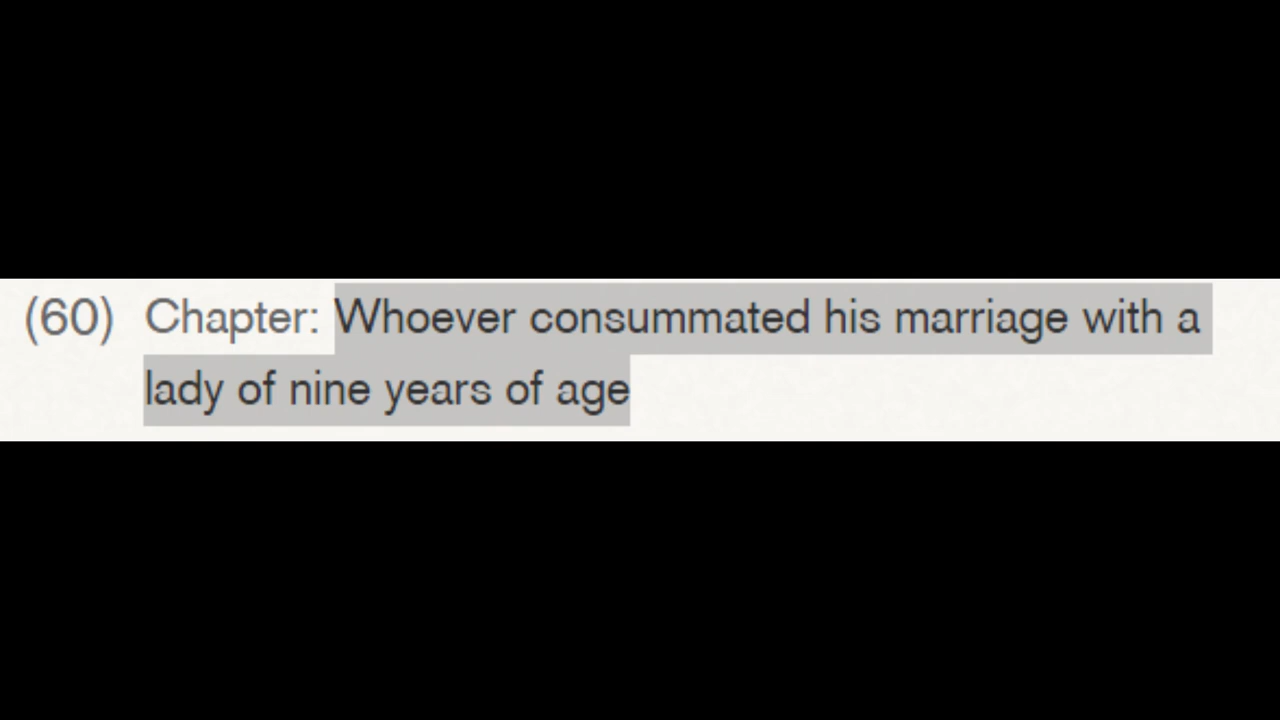 (60) Chapter: Whoever consummated his marriage with a
lady of nine years of age